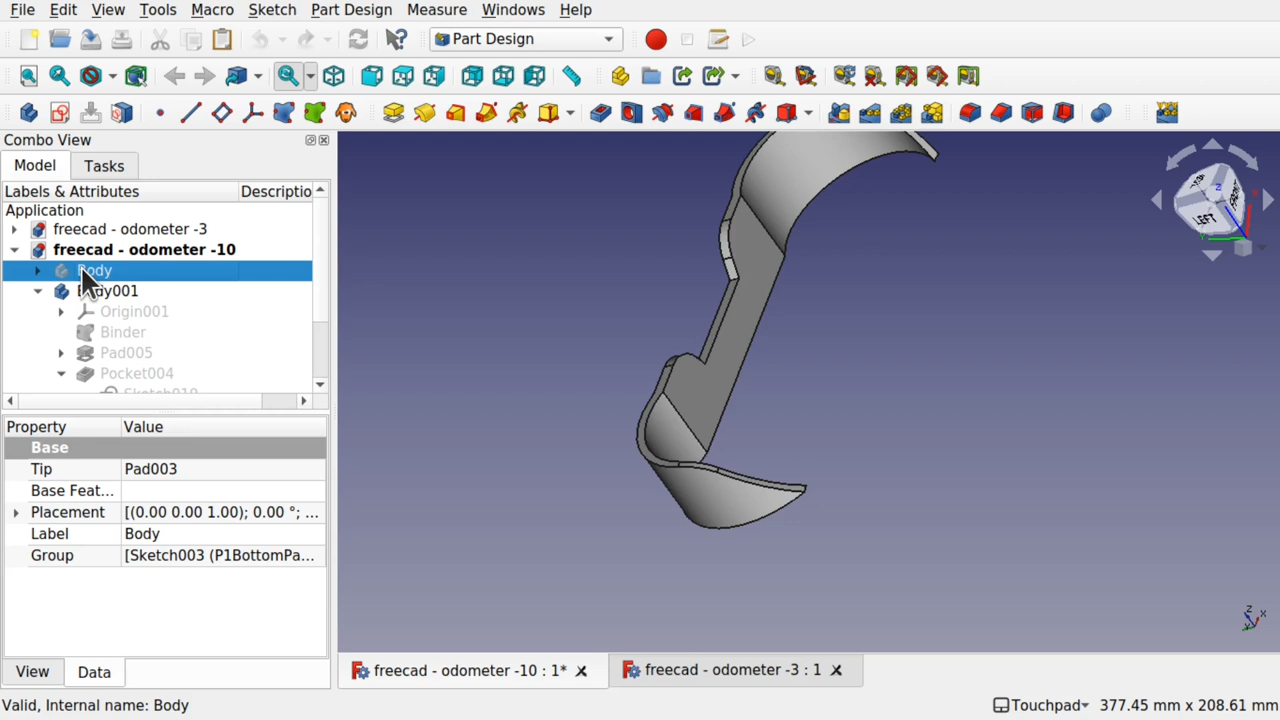 File Edit View Tools Macro Sketch Part Design Measure Windows Help
Part Design
Combo View
Model Tasks
Labels & Attributes Descriptio
Application
freecad - odometer -3
freecad - odometer -10
Body
Body001
Origin001
Binder
Pad005
Pocket004
Property Value
Base
Tip Pad003
Base Feat...
Placement [(0.00 0.00 1.00); 0.00 °; ...
Label Body
Group [Sketch003 (P1BottomPa...
View Data
freecad - odometer -10 : 1* freecad - odometer -3 : 1
LEFT
Z
X
Valid, Internal name: Body Touchpad 377.45 mm x 208.61 mm